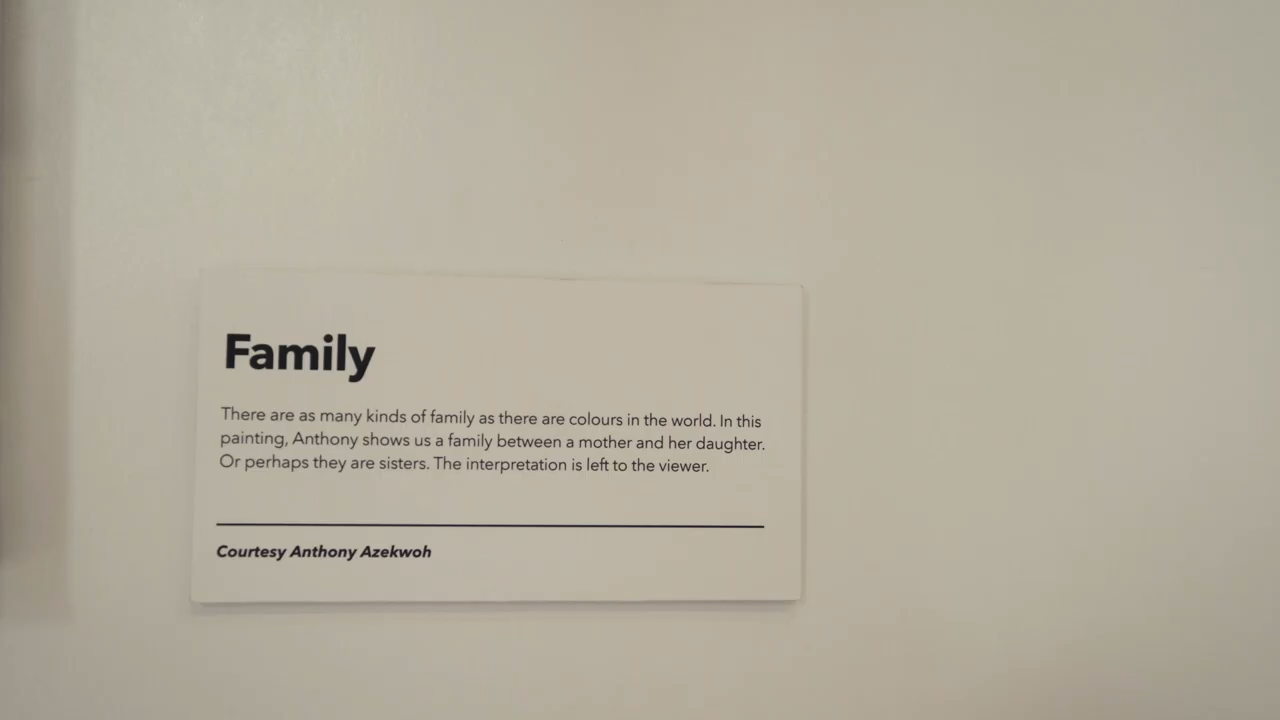 Family
There are as many kinds of family as there are colours in the world. In this
painting, Anthony shows us a family between a mother and her daughter.
Or perhaps they are sisters. The interpretation is left to the viewer.
Courtesy Anthony Azekwoh